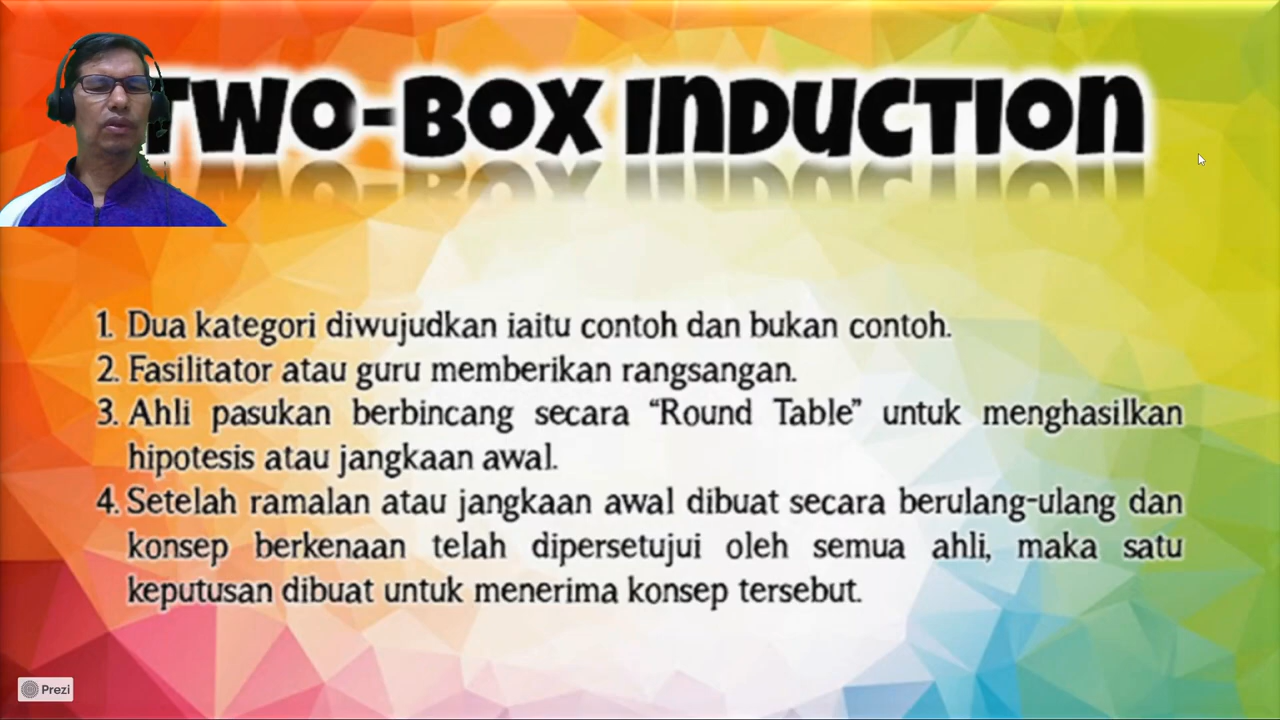 TWO-BOX INDUCTION
1. Dua kategori diwujudkan iaitu contoh dan bukan contoh.
2. Fasilitator atau guru memberikan rangsangan.
3. Ahli pasukan berbincang secara “Round Table” untuk menghasilkan
hipotesis atau jangkaan awal.
4. Setelah ramalan atau jangkaan awal dibuat secara berulang-ulang dan
konsep berkenaan telah dipersetujui oleh semua ahli, maka satu
keputusan dibuat untuk menerima konsep tersebut.
Prezi